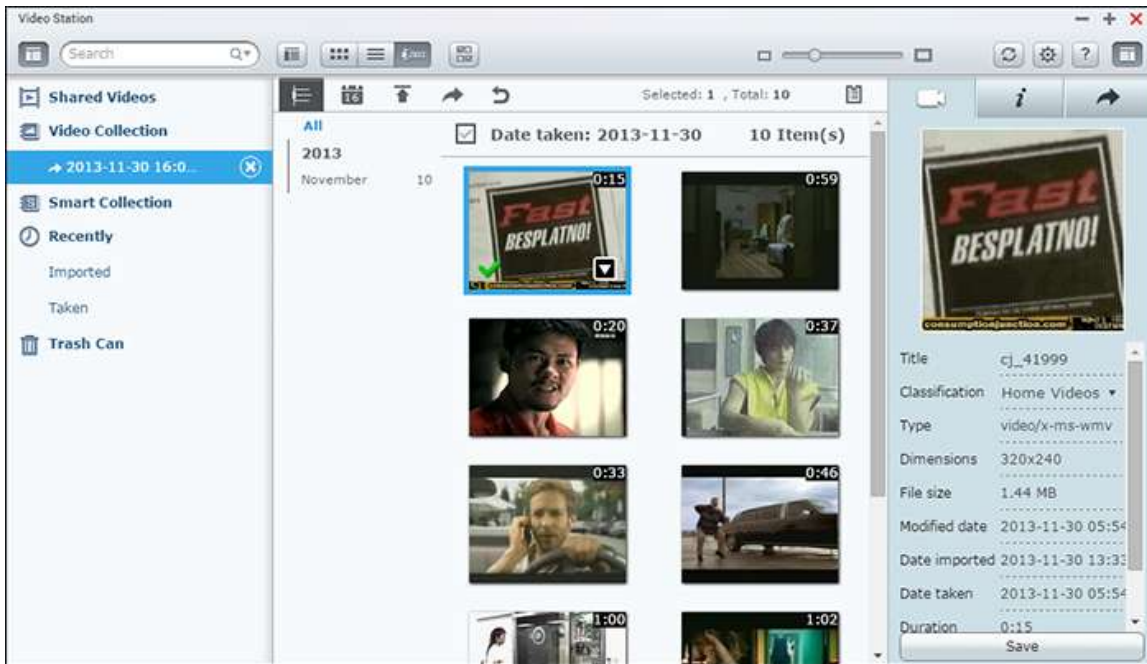 Video Station
Search
Selected: 1 , Total: 10
Shared Videos
Video Collection
2013-11-30 16:0...
Smart Collection
Recently
Imported
Taken
Trash Can
16
All
2013
November 10
Date taken: 2013-11-30 10 Item(s)
0:15
Fast
BESPLATNO!
0:59
0:20
0:37
0:33
0:46
1:00
1:02
Fast
BESPLATNO!
consumptionjunction.com
Title cj_41999
Classification Home Videos
Type video/x-ms-wmv
Dimensions 320x240
File size 1.44 MB
Modified date 2013-11-30 05:54
Date imported 2013-11-30 13:33
Date taken 2013-11-30 05:54
Duration 0:15
Save